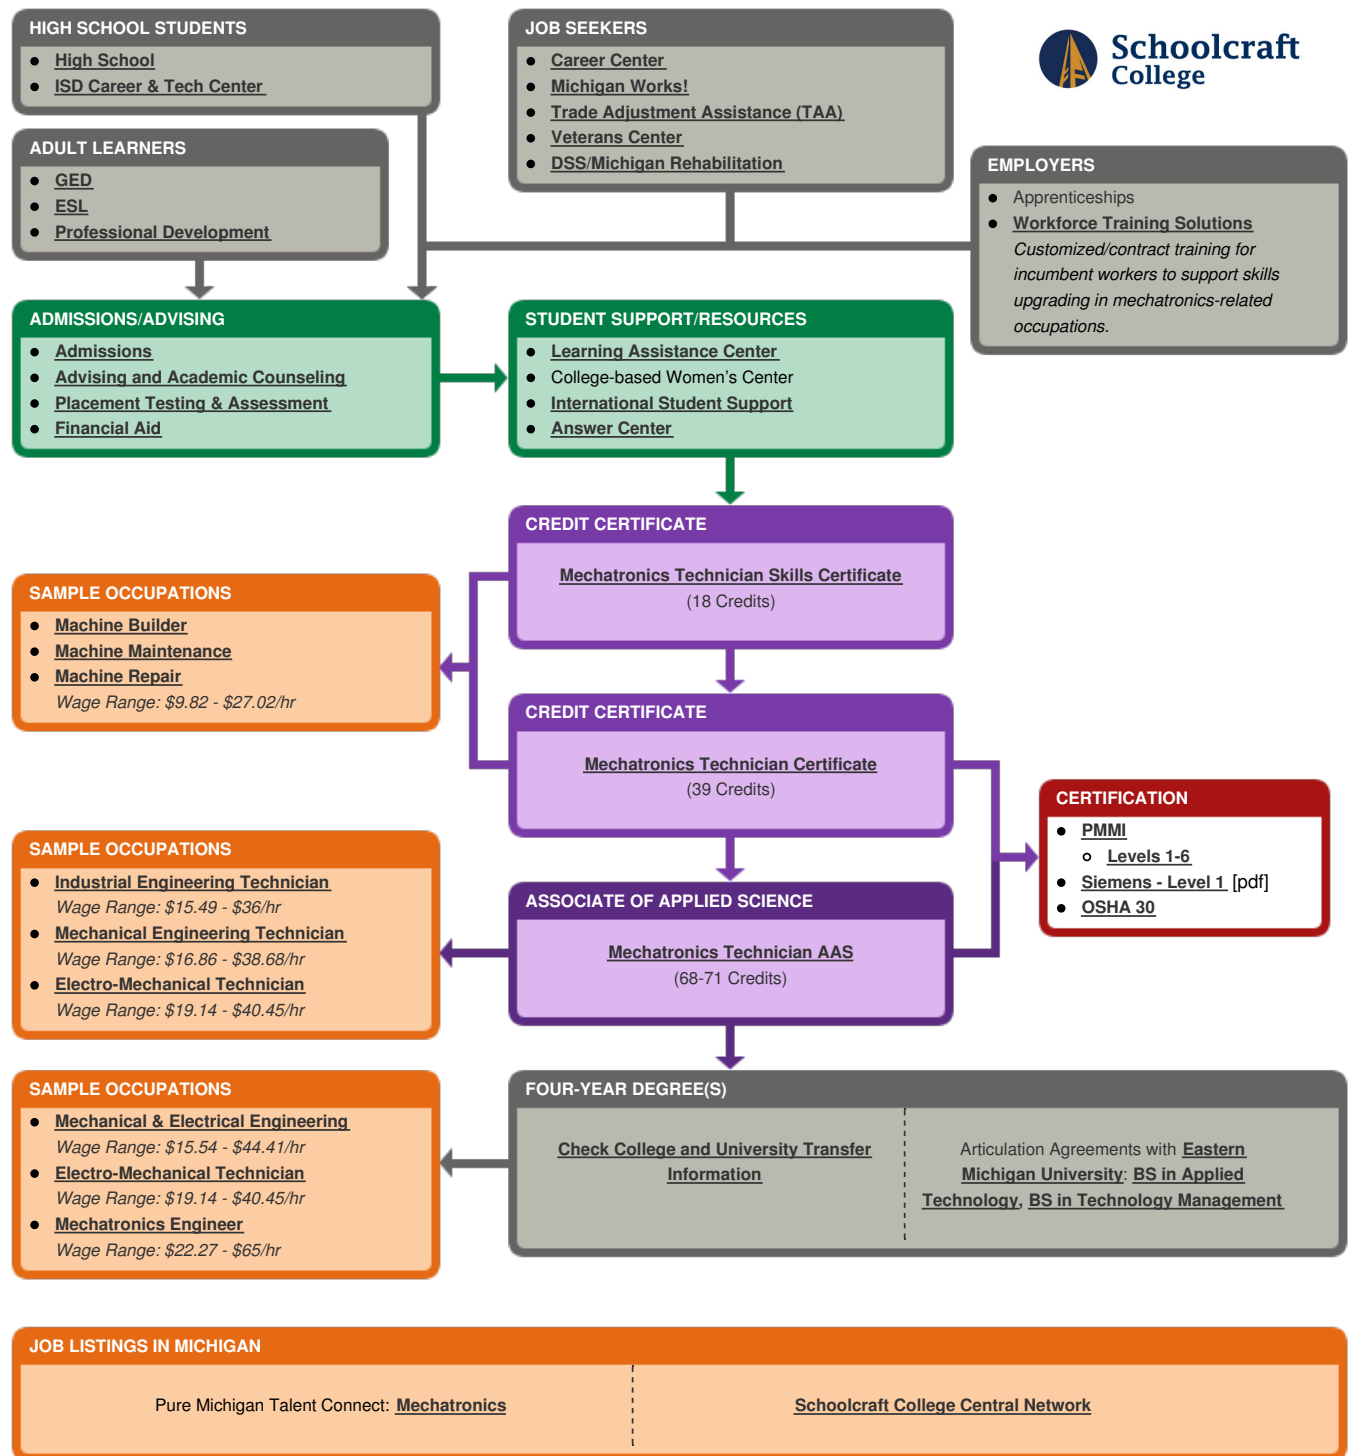 HIGH SCHOOL STUDENTS
High School
ISD Career & Tech Center
JOB SEEKERS
Career Center
Michigan Works!
Trade Adjustment Assistance (TAA)
Veterans Center
DSS/Michigan Rehabilitation
Schoolcraft
College
ADULT LEARNERS
GED
ESL
Professional Development
EMPLOYERS
Apprenticeships
Workforce Training Solutions
Customized/contract training for
incumbent workers to support skills
upgrading in mechatronics-related
occupations.
ADMISSIONS/ADVISING
Admissions
Advising and Academic Counseling
Placement Testing & Assessment
Financial Aid
STUDENT SUPPORT/RESOURCES
Learning Assistance Center
College-based Women's Center
International Student Support
Answer Center
CREDIT CERTIFICATE
Mechatronics Technician Skills Certificate
(18 Credits)
SAMPLE OCCUPATIONS
Machine Builder
Machine Maintenance
Machine Repair
Wage Range: $9.82 - $27.02/hr
CREDIT CERTIFICATE
Mechatronics Technician Certificate
(39 Credits)
CERTIFICATION
PMMI
Levels 1-6
Siemens - Level 1 [pdf]
OSHA 30
SAMPLE OCCUPATIONS
Industrial Engineering Technician
Wage Range: $15.49 - $36/hr
Mechanical Engineering Technician
Wage Range: $16.86 - $38.68/hr
Electro-Mechanical Technician
Wage Range: $19.14 - $40.45/hr
ASSOCIATE OF APPLIED SCIENCE
Mechatronics Technician AAS
(68-71 Credits)
SAMPLE OCCUPATIONS
Mechanical & Electrical Engineering
Wage Range: $15.54 - $44.41/hr
Electro-Mechanical Technician
Wage Range: $19.14 - $40.45/hr
Mechatronics Engineer
Wage Range: $22.27 - $65/hr
FOUR-YEAR DEGREE(S)
Check College and University Transfer
Information
Articulation Agreements with Eastern
Michigan University: BS in Applied
Technology, BS in Technology Management
JOB LISTINGS IN MICHIGAN
Pure Michigan Talent Connect: Mechatronics
Schoolcraft College Central Network